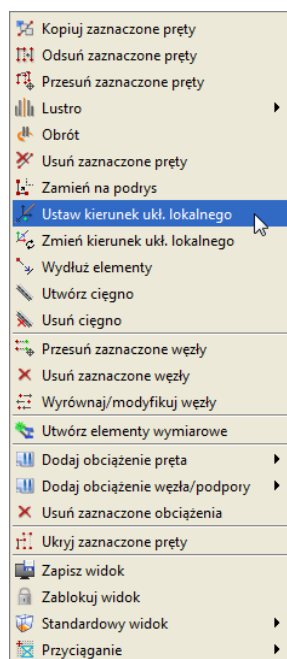 Kopiuj zaznaczone pręty
Odsuń zaznaczone pręty
Przesuń zaznaczone pręty
Lustro
Obrót
Usuń zaznaczone pręty
Zamień na podrys
Ustaw kierunek ukł. lokalnego
Zmień kierunek ukł. lokalnego
Wydłuż elementy
Utwórz cięgno
Usuń cięgno
Przesuń zaznaczone węzły
Usuń zaznaczone węzły
Wyrównaj/modyfikuj węzły
Utwórz elementy wymiarowe
Dodaj obciążenie pręta
Dodaj obciążenie węzła/podpory
Usuń zaznaczone obciążenia
Ukryj zaznaczone pręty
Zapisz widok
Zablokuj widok
Standardowy widok
Przyciąganie